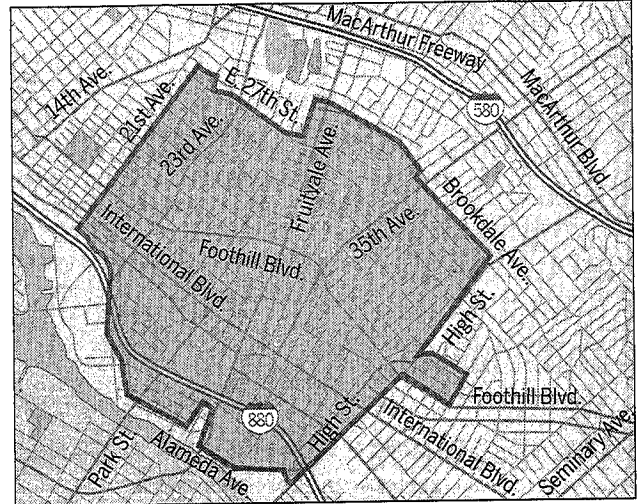 MacArthur Freeway
14th Ave.
21st Ave.
E. 27th St.
580
MacArthur Blvd.
23rd Ave.
Fruitvale Ave.
35th Ave.
Brookdale Ave.
International Blvd.
Foothill Blvd.
High St.
Foothill Blvd.
880
High St.
International Blvd.
Seminary Ave.
Park St.
Alameda Ave.